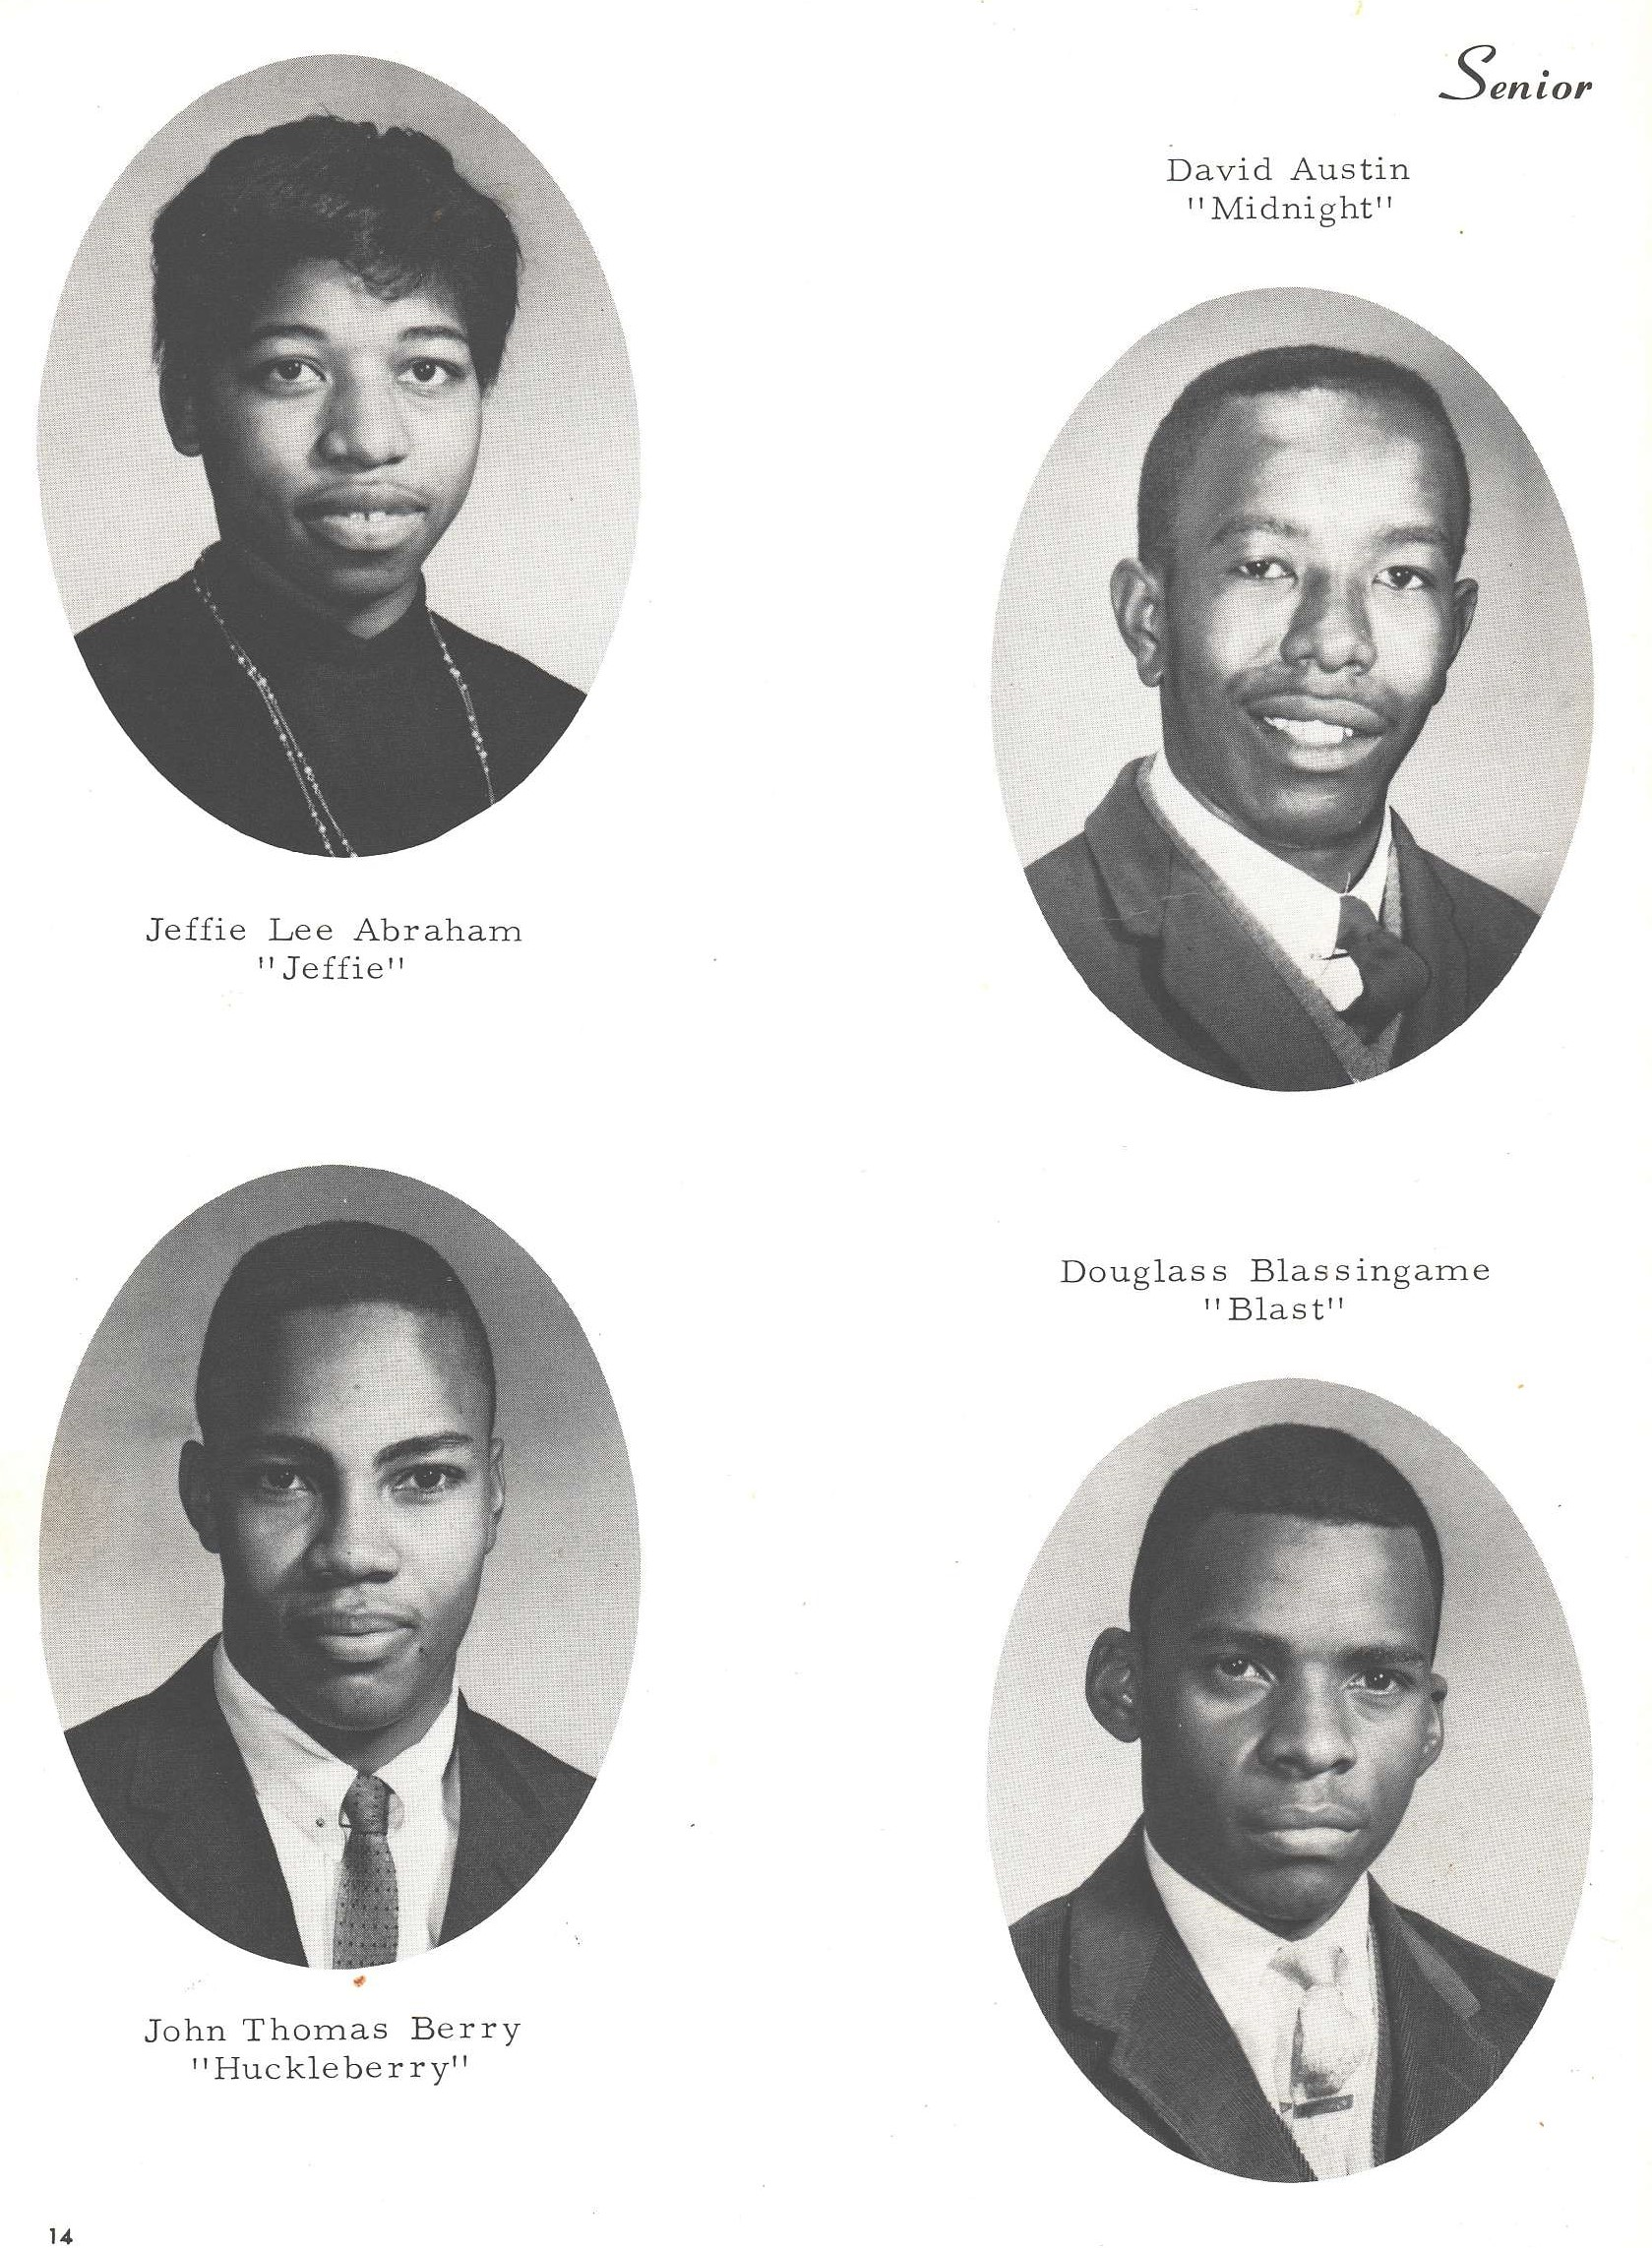 Senior
Jeffie Lee Abraham
"Jeffie"
David Austin
"Midnight"
John Thomas Berry
"Huckleberry"
Douglass Blassingame
"Blast"
14